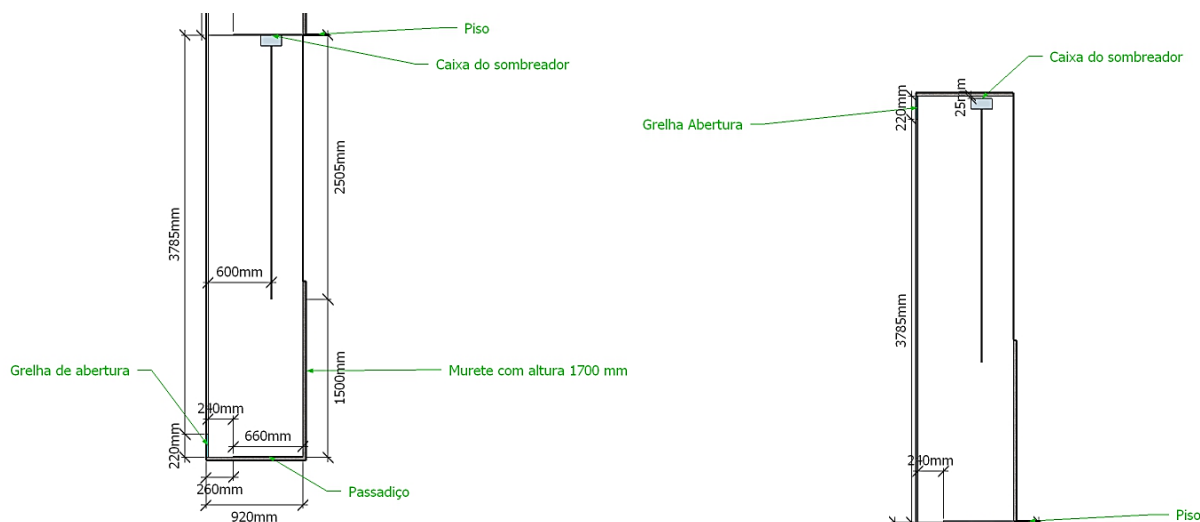 Piso
Caixa do sombreador
3785mm
2505mm
600mm
Grelha de abertura
Murete com altura 1700 mm
1500mm
240mm
660mm
220mm
260mm
Passadiço
920mm
Caixa do sombreador
25mm
220mm
Grelha Abertura
3785mm
240mm
Piso